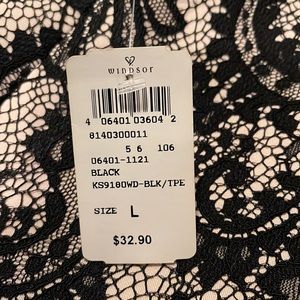 WINDSOR
4 06401 03604 2
8140300011
5 6 106
06401-1121
BLACK
KS9180WD-BLK/TPE
SIZE L
$32.90